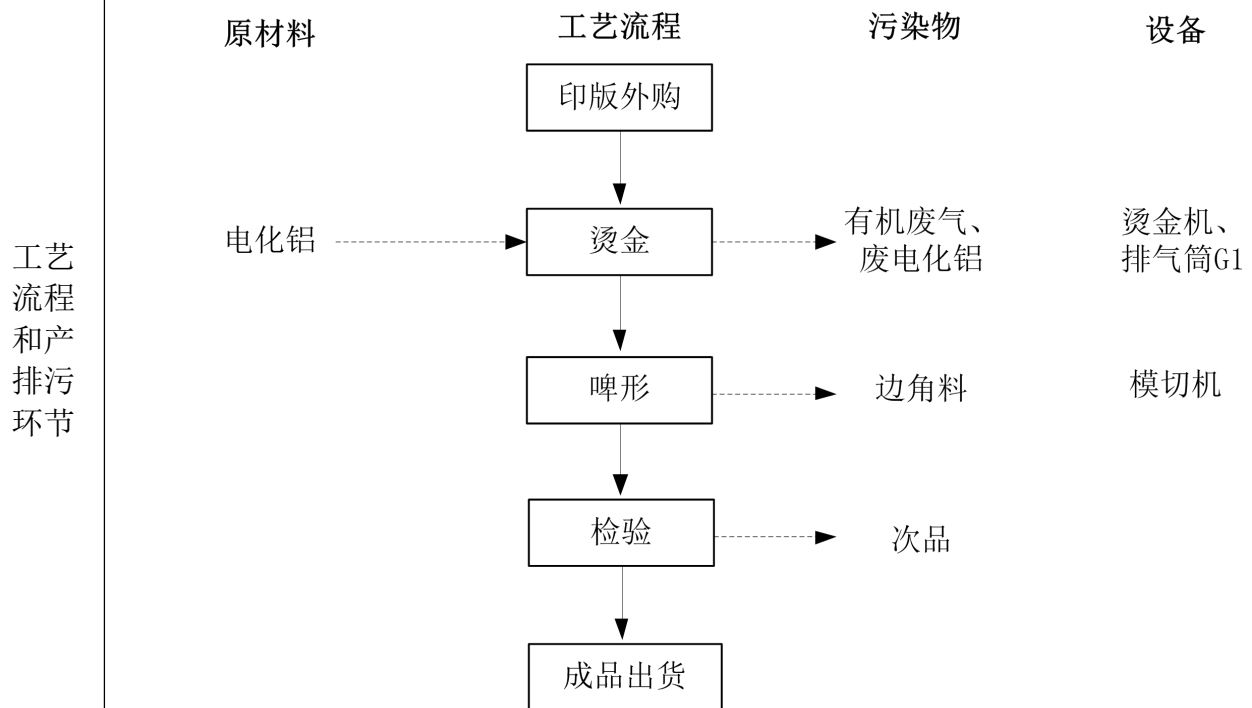 原材料
工艺流程
污染物
设备
印版外购
电化铝
烫金
有机废气、
废电化铝
烫金机、
排气筒G1
工艺
流程
和产
排污
环节
啤形
边角料
模切机
检验
次品
成品出货